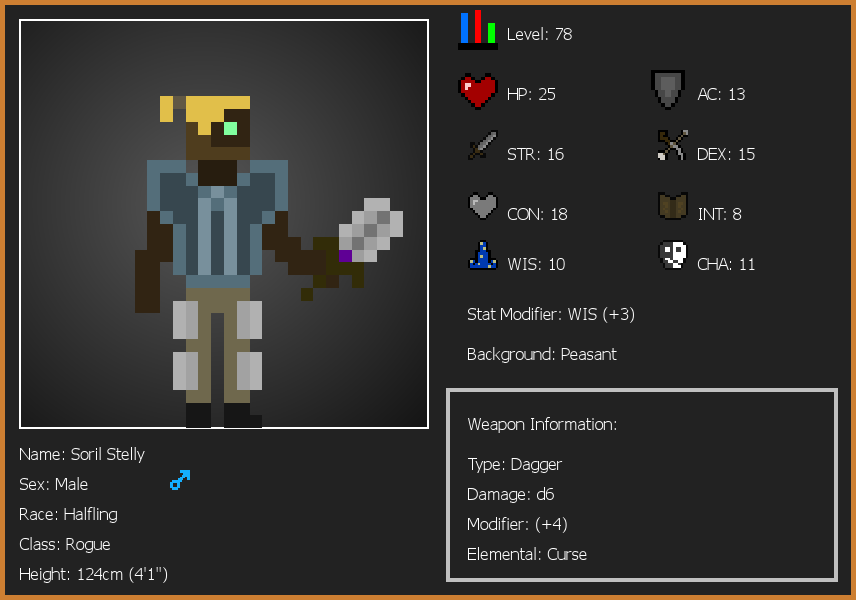 Level: 78
HP: 25
AC: 13
STR: 16
DEX: 15
CON: 18
INT: 8
WIS: 10
CHA: 11
Stat Modifier: WIS (+3)
Background: Peasant
Weapon Information:
Type: Dagger
Damage: d6
Modifier: (+4)
Elemental: Curse
Name: Soril Stelly
Sex: Male
Race: Halfling
Class: Rogue
Height: 124cm (4'1")